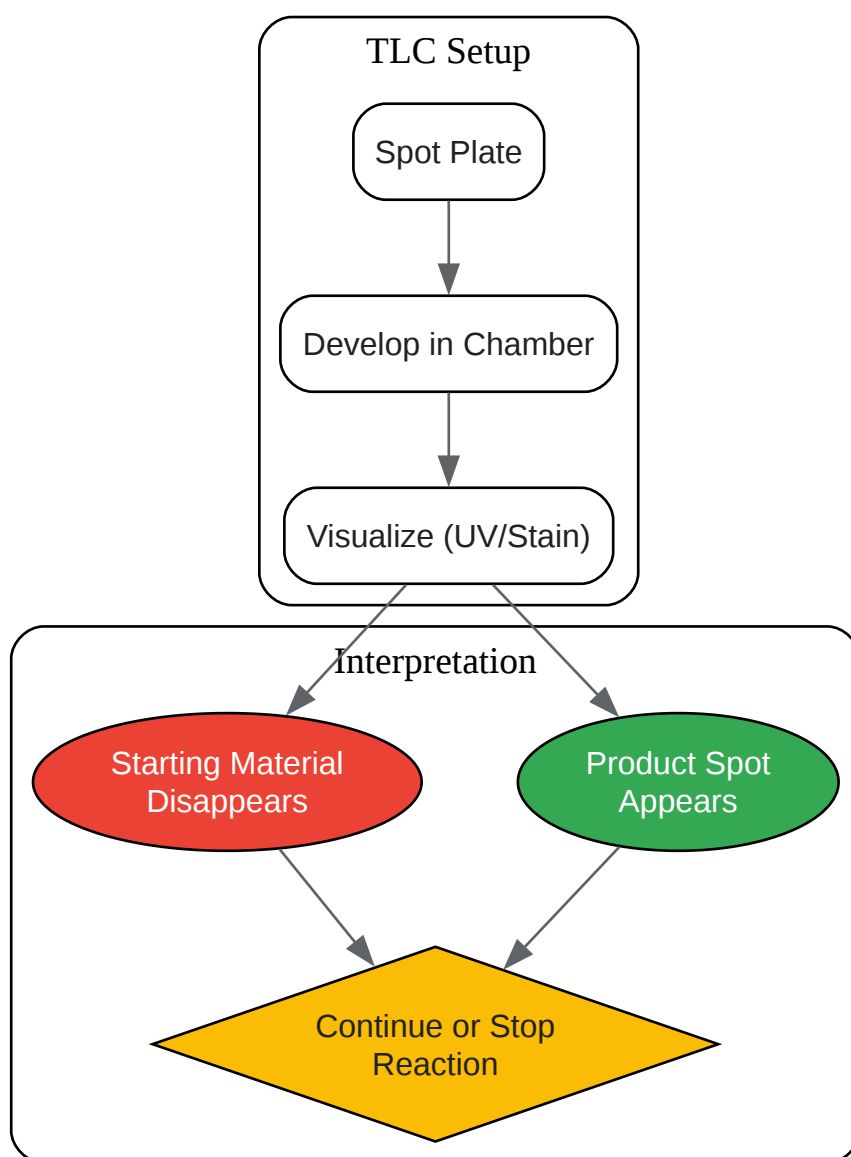 TLC Setup
Spot Plate
Develop in Chamber
Visualize (UV/Stain)
Interpretation
Starting Material
Disappears
Product Spot
Appears
Continue or Stop
Reaction